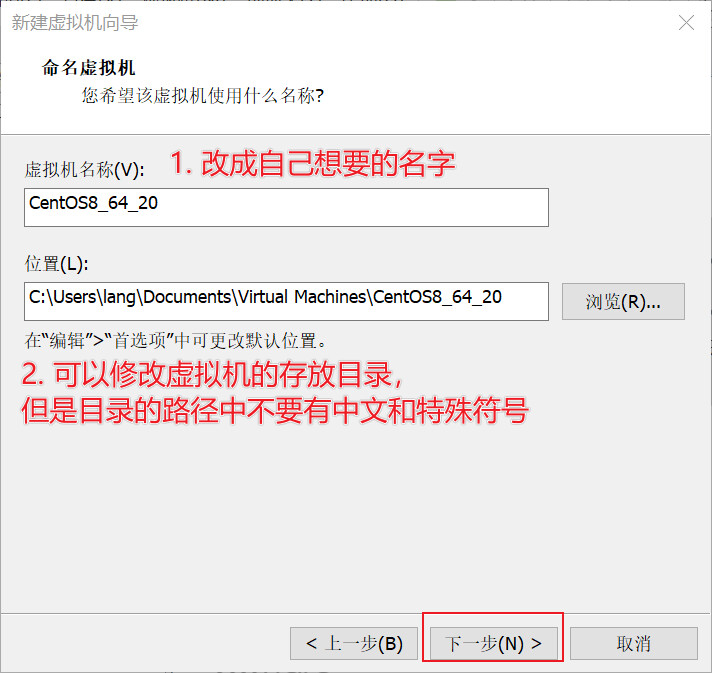 新建虚拟机向导
命名虚拟机
您希望该虚拟机使用什么名称?
虚拟机名称(V):
1. 改成自己想要的名字
CentOS8_64_20
位置(L):
C:\Users\lang\Documents\Virtual Machines\CentOS8_64_20
浏览(R)...
在“编辑”>“首选项”中可更改默认位置。
2. 可以修改虚拟机的存放目录，
但是目录的路径中不要有中文和特殊符号
< 上一步(B)
下一步(N) >
取消